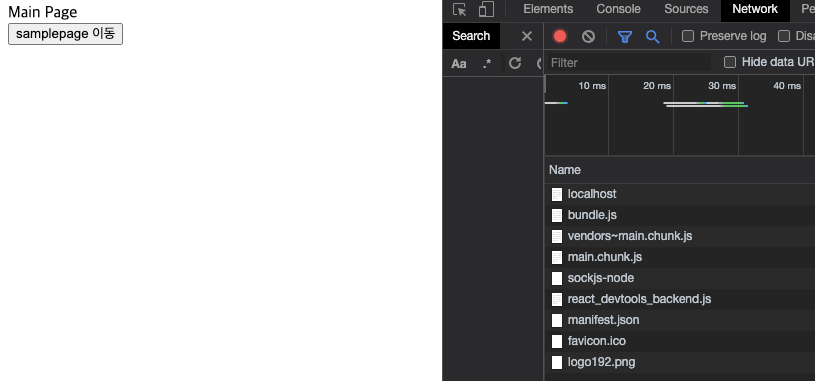 Main Page
samplepage 이동
Elements Console Sources Network
Search
Preserve log
Aa .*
Filter
Hide data UR
10 ms 20 ms 30 ms 40 ms
Name
localhost
bundle.js
vendors~main.chunk.js
main.chunk.js
sockjs-node
react_devtools_backend.js
manifest.json
favicon.ico
logo192.png